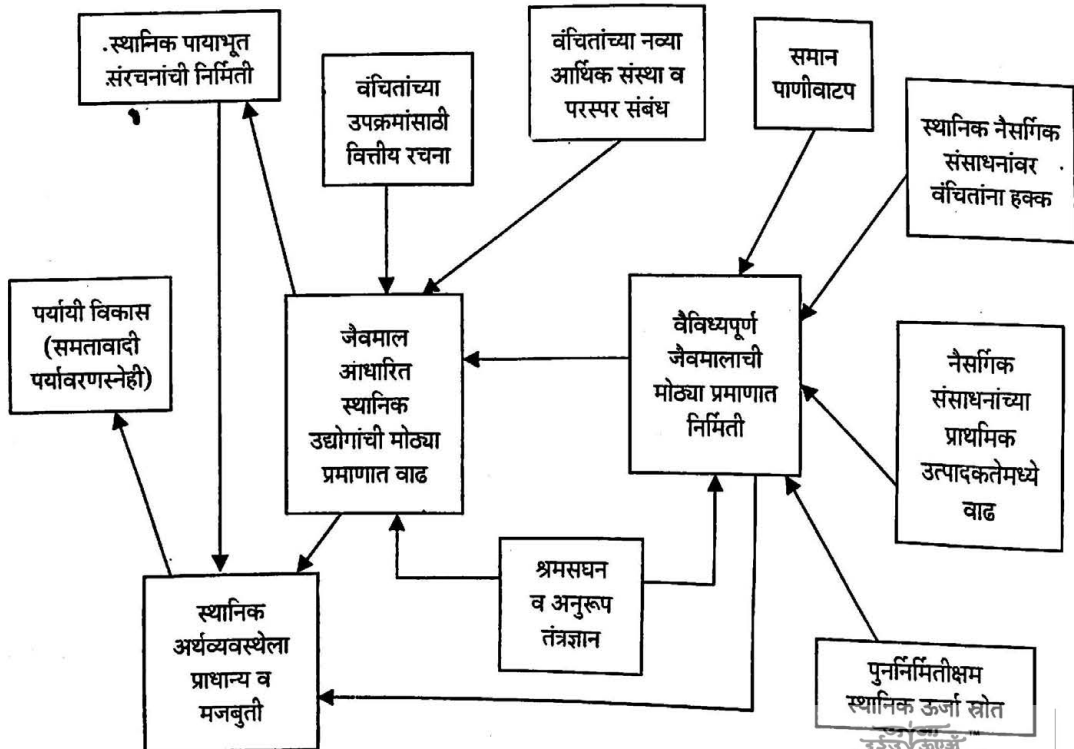 स्थानिक पायाभूत
संरचनांची निर्मिती
वंचितांच्या
उपक्रमांसाठी
वित्तीय रचना
वंचितांच्या नव्या
आर्थिक संस्था व
परस्पर संबंध
समान
पाणीवाटप
स्थानिक नैसर्गिक
संसाधनांवर
वंचितांना हक्क
पर्यायी विकास
(समतावादी
पर्यावरणस्नेही)
जैवमाल
आधारित
स्थानिक
उद्योगांची मोठ्या
प्रमाणात वाढ
वैविध्यपूर्ण
जैवमालाची
मोठ्या प्रमाणात
निर्मिती
नैसर्गिक
संसाधनांच्या
प्राथमिक
उत्पादकतेमध्ये
वाढ
स्थानिक
अर्थव्यवस्थेला
प्राधान्य व
मजबुती
श्रमसघन
व अनुरूप
तंत्रज्ञान
पुनर्निर्मितीक्षम
स्थानिक ऊर्जा स्रोत